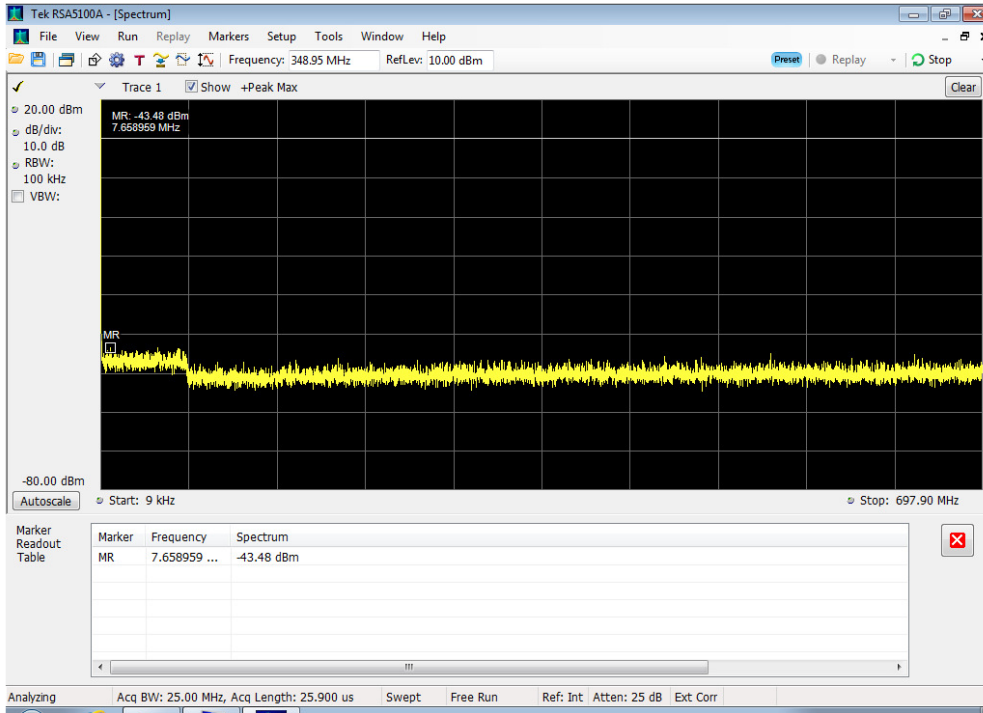 Tek RSA5100A - [Spectrum]
File View Run Replay Markers Setup Tools Window Help
T Frequency: 348.95 MHz RefLev: 10.00 dBm Preset Replay Stop
Trace 1 Show +Peak Max Clear
20.00 dBm
dB/div:
10.0 dB
RBW:
100 kHz
VBW:
MR: -43.48 dBm
7.658959 MHz
MR
-80.00 dBm
Autoscale Start: 9 kHz Stop: 697.90 MHz
Marker
Readout
Table
Marker Frequency Spectrum
MR 7.658959 ... -43.48 dBm
Analyzing Acq BW: 25.00 MHz, Acq Length: 25.900 us Swept Free Run Ref: Int Atten: 25 dB Ext Corr